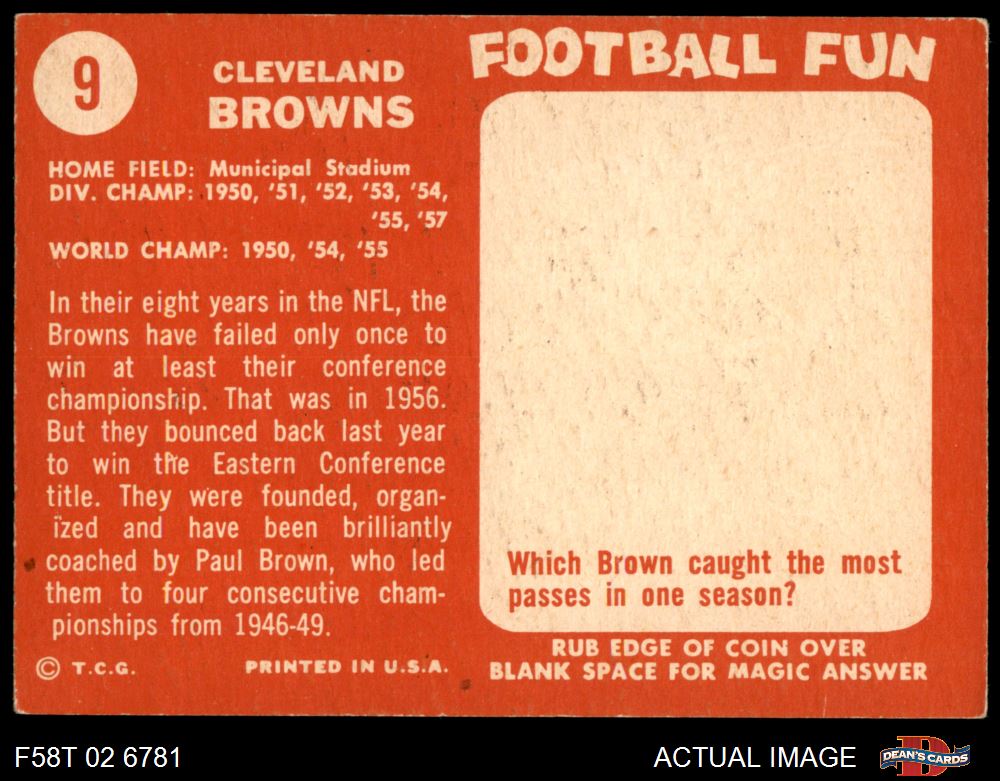 9
CLEVELAND
BROWNS
HOME FIELD: Municipal Stadium
DIV. CHAMP: 1950, '51, '52, '53, '54,
'55, '57
WORLD CHAMP: 1950, '54, '55
In their eight years in the NFL, the
Browns have failed only once to
win at least their conference
championship. That was in 1956.
But they bounced back last year
to win the Eastern Conference
title. They were founded, organ-
ized and have been brilliantly
coached by Paul Brown, who led
them to four consecutive cham-
pionships from 1946-49.
© T.C.G. PRINTED IN U.S.A.
FOOTBALL FUN
Which Brown caught the most
passes in one season?
RUB EDGE OF COIN OVER
BLANK SPACE FOR MAGIC ANSWER
F58T 02 6781
ACTUAL IMAGE
D
DEAN'S CARDS